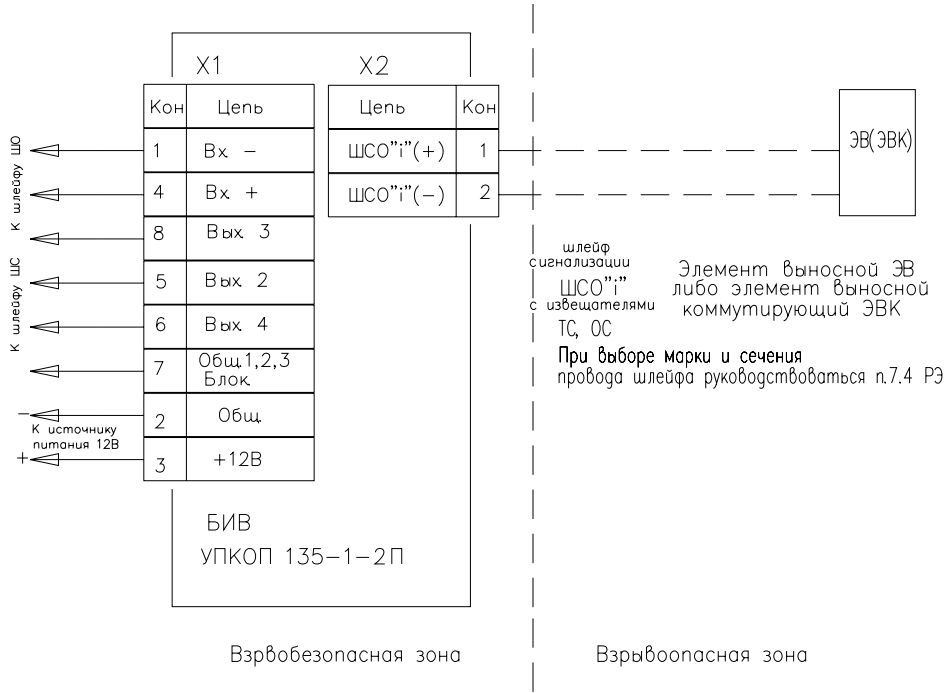 X1
X2
Кон Цепь
Цепь Кон
1 Вх. –
4 Вх. +
8 Вых. 3
5 Вых. 2
6 Вых. 4
7 Общ.1,2,3
Блок.
2 Общ.
3 +12В
ШСО"i"(+) 1
ШСО"i"(–) 2
К шлейфу ШО
К шлейфу ШС
–
К источнику
питания 12В
+
БИВ
УПКОП 135–1–2П
ЭВ(ЭВК)
шлейф
сигнализации
ШСО"i"
с извещателями
ТС, ОС
Элемент выносной ЭВ
либо элемент выносной
коммутирующий ЭВК
При выборе марки и сечения
провода шлейфа руководствоваться п.7.4 РЭ
Взрвобезопасная зона
Взрывоопасная зона